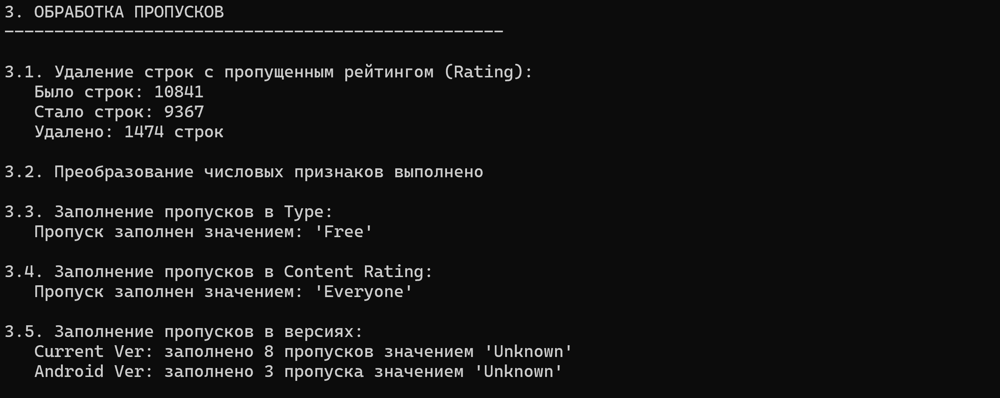 3. ОБРАБОТКА ПРОПУСКОВ
--------------------------------------------------
3.1. Удаление строк с пропущенным рейтингом (Rating):
Было строк: 10841
Стало строк: 9367
Удалено: 1474 строк
3.2. Преобразование числовых признаков выполнено
3.3. Заполнение пропусков в Type:
Пропуск заполнен значением: 'Free'
3.4. Заполнение пропусков в Content Rating:
Пропуск заполнен значением: 'Everyone'
3.5. Заполнение пропусков в версиях:
Current Ver: заполнено 8 пропусков значением 'Unknown'
Android Ver: заполнено 3 пропуска значением 'Unknown'